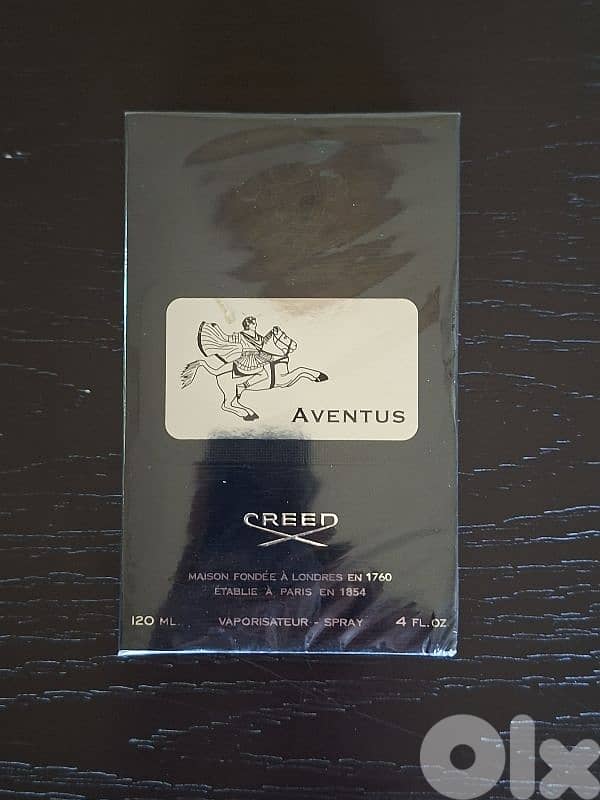 AVENTUS
CREED
MAISON FONDÉE À LONDRES EN 1760
ÉTABLIE À PARIS EN 1854
120 ML. VAPORISATEUR - SPRAY 4 FL.OZ
Olx